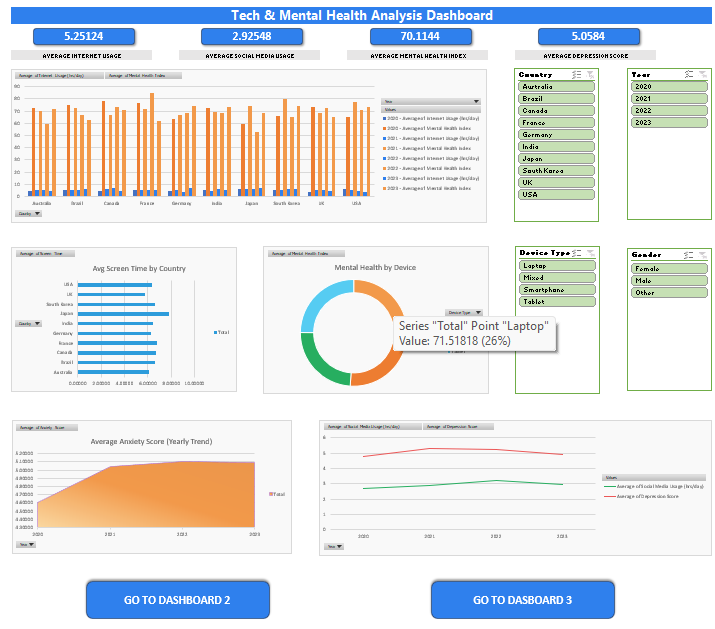 Tech & Mental Health Analysis Dashboard
5.25124
2.92548
70.1144
5.0584
AVERAGE INTERNET USAGE
AVERAGE SOCIAL MEDIA USAGE
AVERAGE MENTAL HEALTH INDEX
AVERAGE DEPRESSION SCORE
Average of Internet Usage (hrs/day)
Average of Mental Health Index
90
80
70
60
50
40
30
20
10
0
Australia
Brazil
Canada
France
Germany
India
Japan
South Korea
UK
USA
Country
Year
Values
2020 - Average of Internet Usage (hrs/day)
2020 - Average of Mental Health Index
2021 - Average of Internet Usage (hrs/day)
2021 - Average of Mental Health Index
2022 - Average of Internet Usage (hrs/day)
2022 - Average of Mental Health Index
2023 - Average of Internet Usage (hrs/day)
2023 - Average of Mental Health Index
Country
Australia
Brazil
Canada
France
Germany
India
Japan
South Korea
UK
USA
Year
2020
2021
2022
2023
Average of Screen Time
Avg Screen Time by Country
USA
UK
South Korea
Japan
India
Germany
France
Canada
Brazil
Australia
Country
Total
0.00000 2.00000 4.00000 6.00000 8.00000 10.00000
Average of Mental Health Index
Mental Health by Device
Device Type
Series "Total" Point "Laptop"
Value: 71.51818 (26%)
Device Type
Laptop
Mixed
Smartphone
Tablet
Gender
Female
Male
Other
Average of Anxiety Score
Average Anxiety Score (Yearly Trend)
5.20000
5.10000
5.00000
4.90000
4.80000
4.70000
4.60000
4.50000
4.40000
4.30000
2020 2021 2022 2023
Total
Year
Average of Social Media Usage (hrs/day)
Average of Depression Score
6
5
4
3
2
1
0
2020 2021 2022 2023
Year
Values
Average of Social Media Usage (hrs/day)
Average of Depression Score
GO TO DASHBOARD 2
GO TO DASBOARD 3